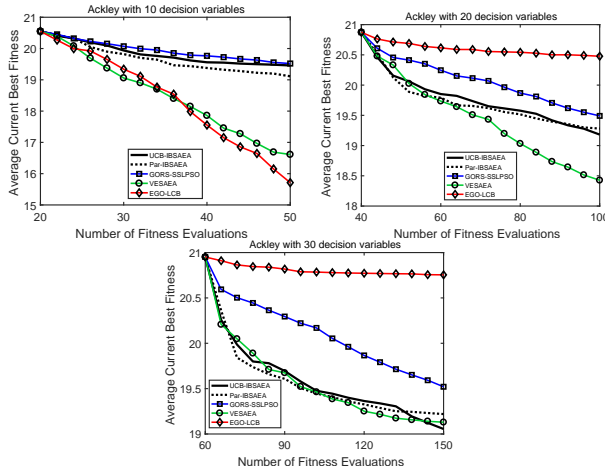 Ackley with 10 decision variables
Average Current Best Fitness
21
20
19
18
17
16
15
20
30
40
50
Number of Fitness Evaluations
UCB-IBSAEA
Par-IBSAEA
GORS-SSLPSO
VESAEA
EGO-LCB
Ackley with 20 decision variables
Average Current Best Fitness
21
20.5
20
19.5
19
18.5
18
40
60
80
100
Number of Fitness Evaluations
UCB-IBSAEA
Par-IBSAEA
GORS-SSLPSO
VESAEA
EGO-LCB
Ackley with 30 decision variables
Average Current Best Fitness
21
20.5
20
19.5
19
60
90
120
150
Number of Fitness Evaluations
UCB-IBSAEA
Par-IBSAEA
GORS-SSLPSO
VESAEA
EGO-LCB